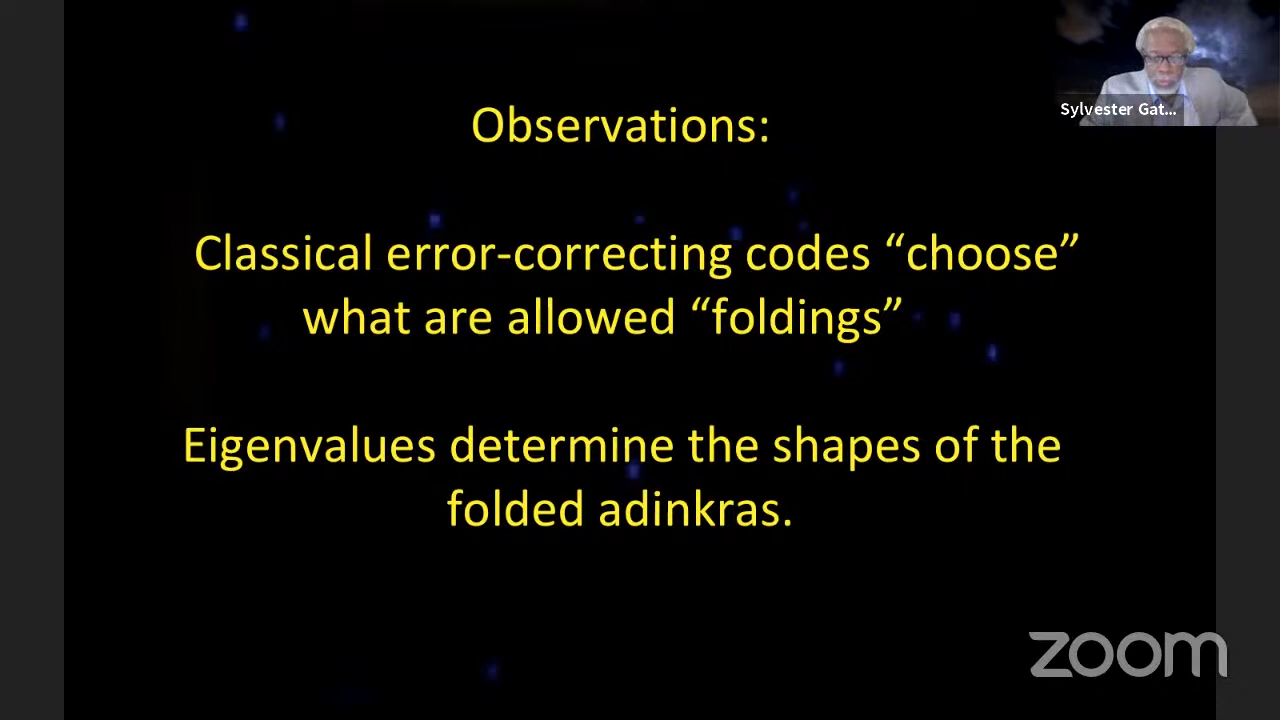 Observations:
Sylvester Gat...
Classical error-correcting codes “choose”
what are allowed “foldings”
Eigenvalues determine the shapes of the
folded adinkras.
zoom